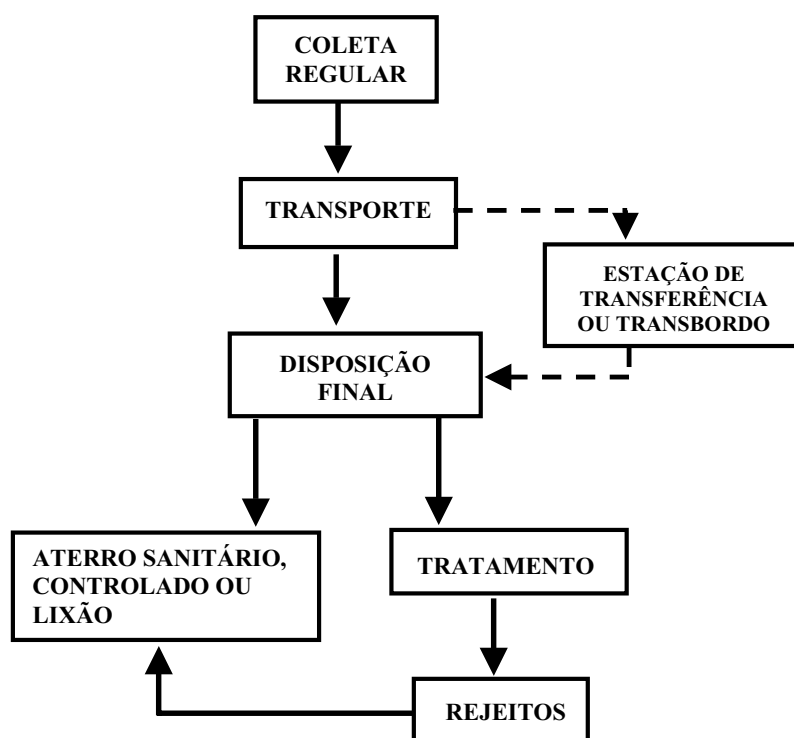 COLETA
REGULAR
TRANSPORTE
ESTAÇÃO DE
TRANSFERÊNCIA
OU TRANSBORDO
DISPOSIÇÃO
FINAL
ATERRO SANITÁRIO,
CONTROLADO OU
LIXÃO
TRATAMENTO
REJEITOS